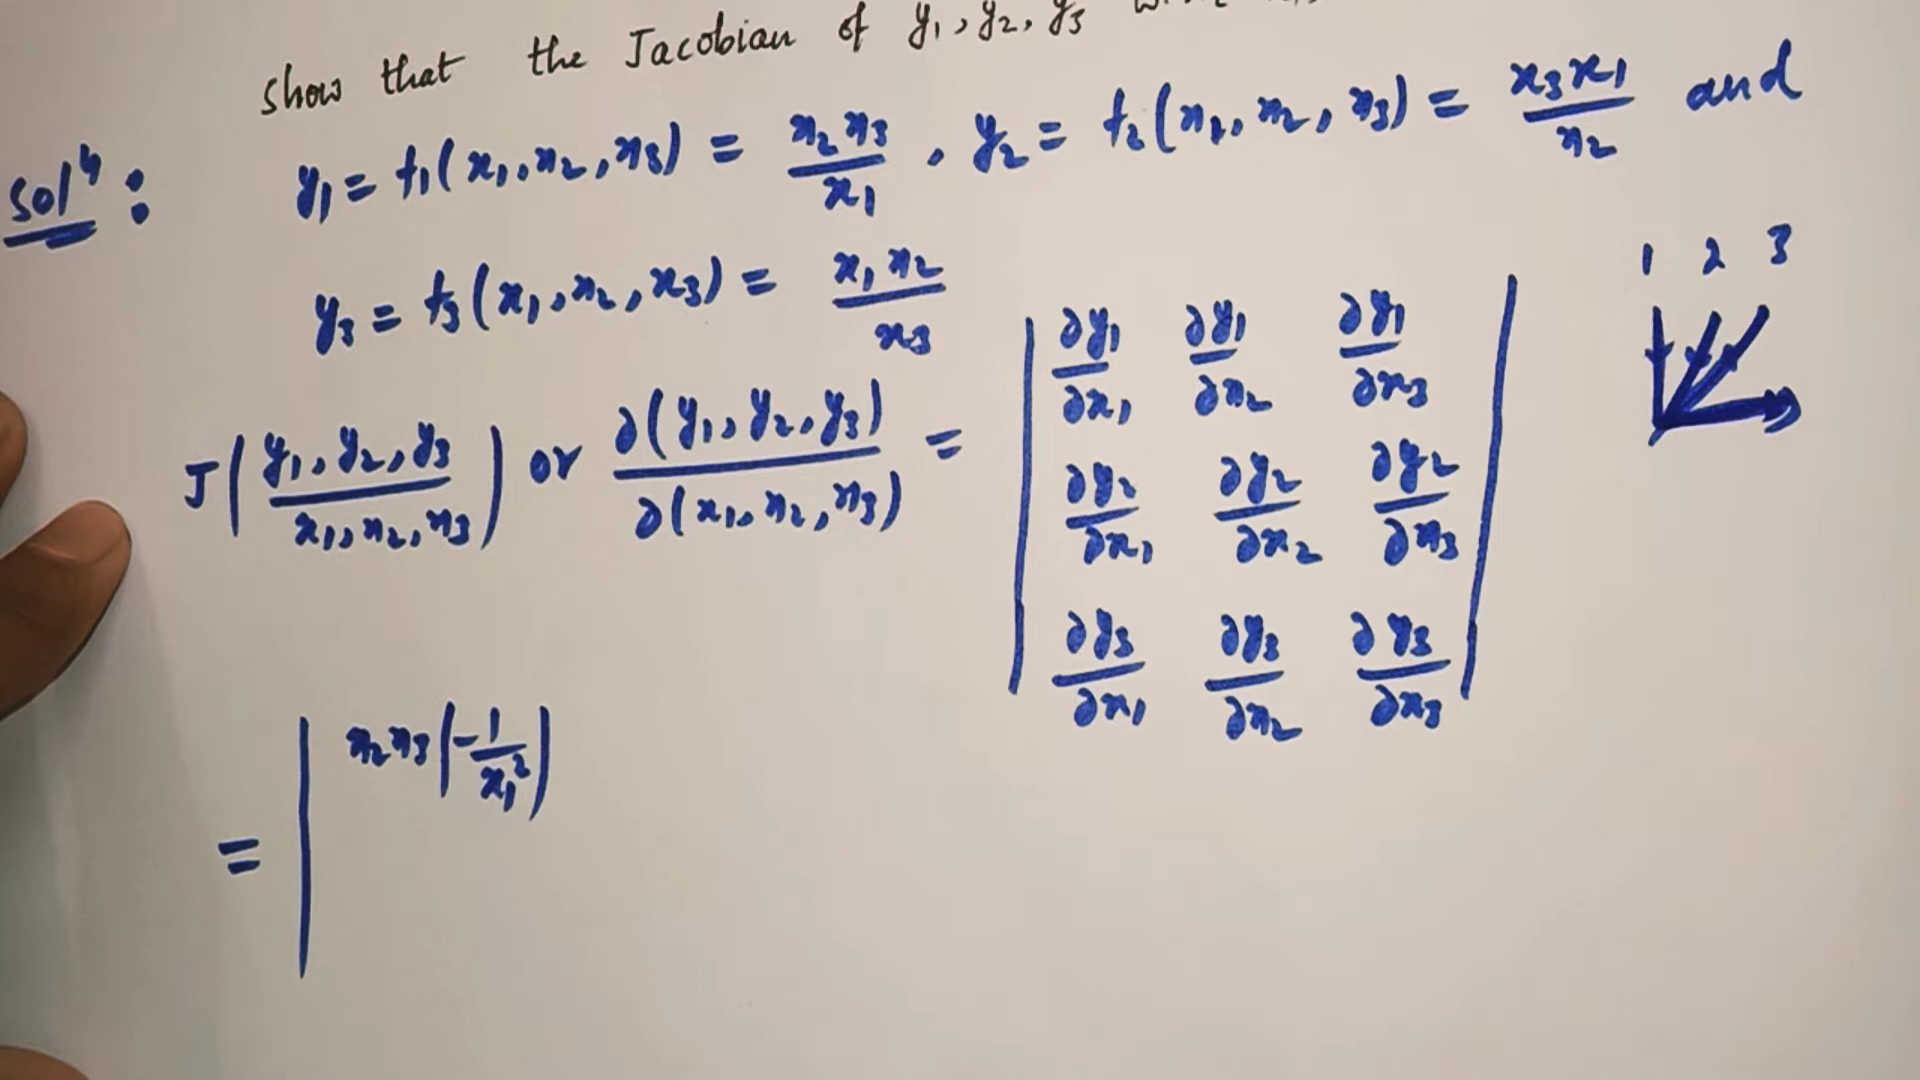 show that the Jacobian of y₁, y₂, y₃
Solⁿ : y₁ = f₁(x₁, x₂, x₃) = x₂x₃/x₁ , y₂ = f₂(x₁, x₂, x₃) = x₃x₁/x₂ and
y₃ = f₃(x₁, x₂, x₃) = x₁x₂/x₃
1 2 3
J(y₁, y₂, y₃ / x₁, x₂, x₃) or ∂(y₁, y₂, y₃)/∂(x₁, x₂, x₃) = | ∂y₁/∂x₁ ∂y₁/∂x₂ ∂y₁/∂x₃
∂y₂/∂x₁ ∂y₂/∂x₂ ∂y₂/∂x₃
∂y₃/∂x₁ ∂y₃/∂x₂ ∂y₃/∂x₃ |
= | x₂x₃(-1/x₁²)